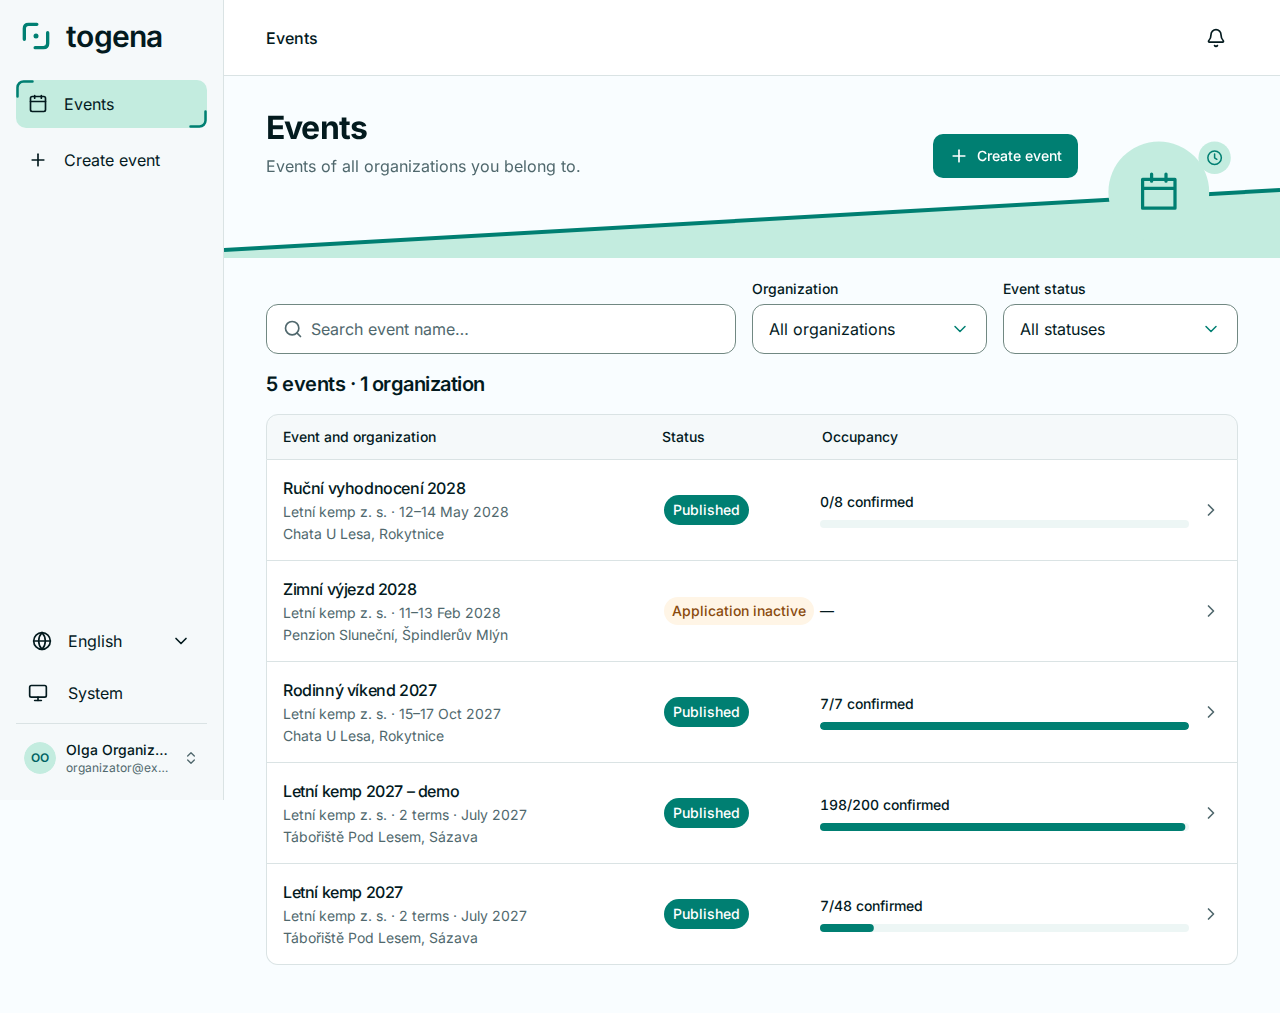 togena
Events
Events
Create event
Events
Events of all organizations you belong to.
Create event
Organization
Event status
Search event name...
All organizations
All statuses
5 events · 1 organization
Event and organization
Status
Occupancy
Ruční vyhodnocení 2028
Letní kemp z. s. · 12–14 May 2028
Chata U Lesa, Rokytnice
Published
0/8 confirmed
Zimní výjezd 2028
Letní kemp z. s. · 11–13 Feb 2028
Penzion Sluneční, Špindlerův Mlýn
Application inactive
—
Rodinný víkend 2027
Letní kemp z. s. · 15–17 Oct 2027
Chata U Lesa, Rokytnice
Published
7/7 confirmed
Letní kemp 2027 – demo
Letní kemp z. s. · 2 terms · July 2027
Tábořiště Pod Lesem, Sázava
Published
198/200 confirmed
Letní kemp 2027
Letní kemp z. s. · 2 terms · July 2027
Tábořiště Pod Lesem, Sázava
Published
7/48 confirmed
English
System
OO
Olga Organiz...
organizator@ex...